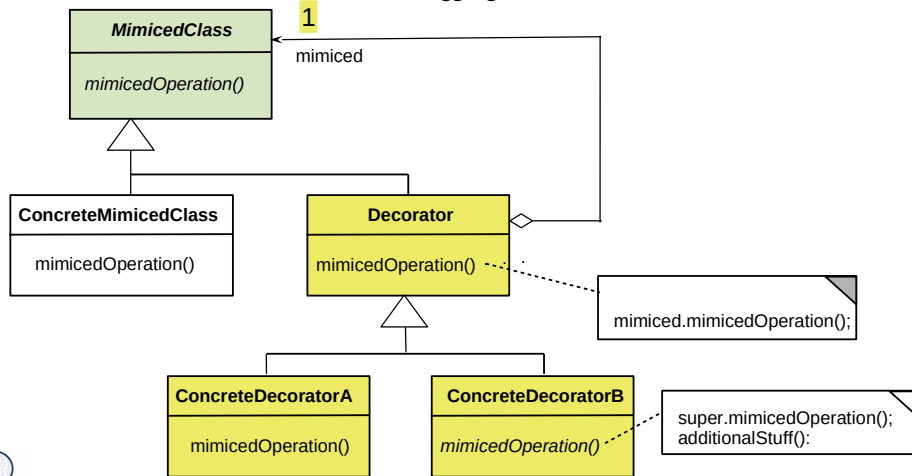 1
MimicedClass
mimiced
mimicedOperation()
ConcreteMimicedClass
Decorator
mimicedOperation()
mimicedOperation()
mimiced.mimicedOperation();
ConcreteDecoratorA
ConcreteDecoratorB
mimicedOperation()
mimicedOperation()
super.mimicedOperation();
additionalStuff():